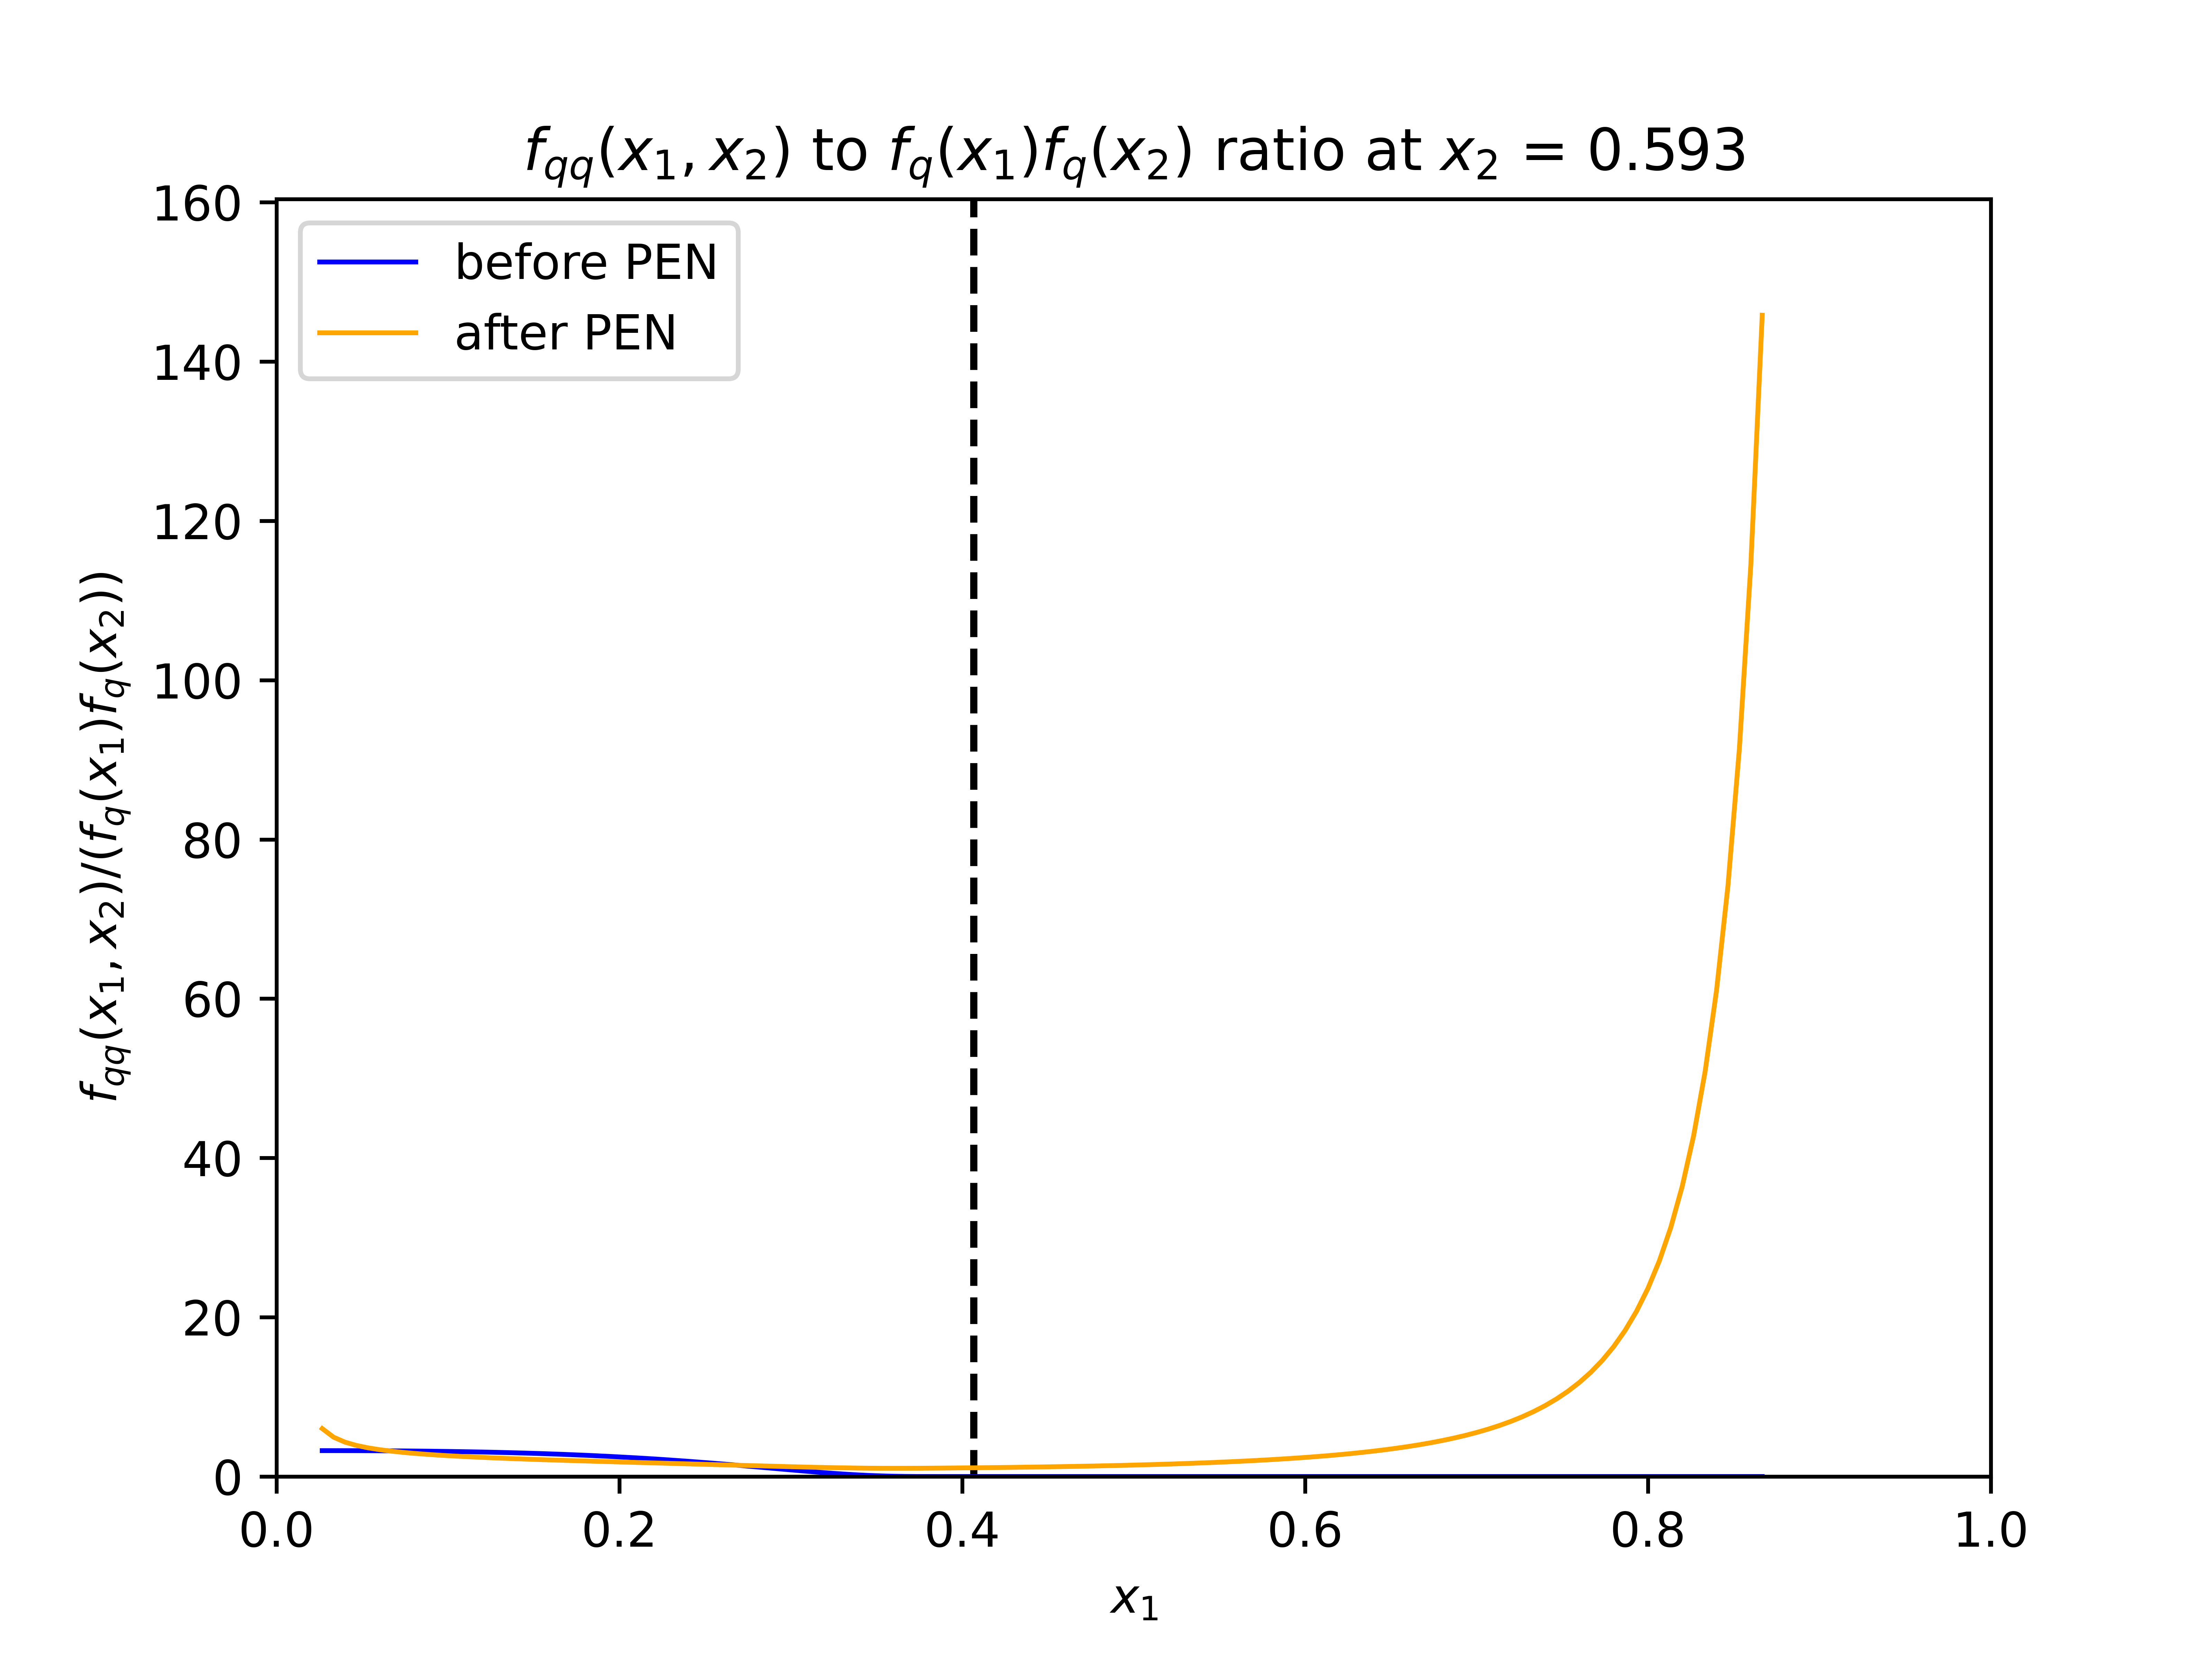 f_qq(x_1, x_2) to f_q(x_1)f_q(x_2) ratio at x_2 = 0.593
160
140
120
100
80
60
40
20
0
before PEN
after PEN
f_qq(x_1, x_2)/(f_q(x_1)f_q(x_2))
0.0 0.2 0.4 0.6 0.8 1.0
x_1